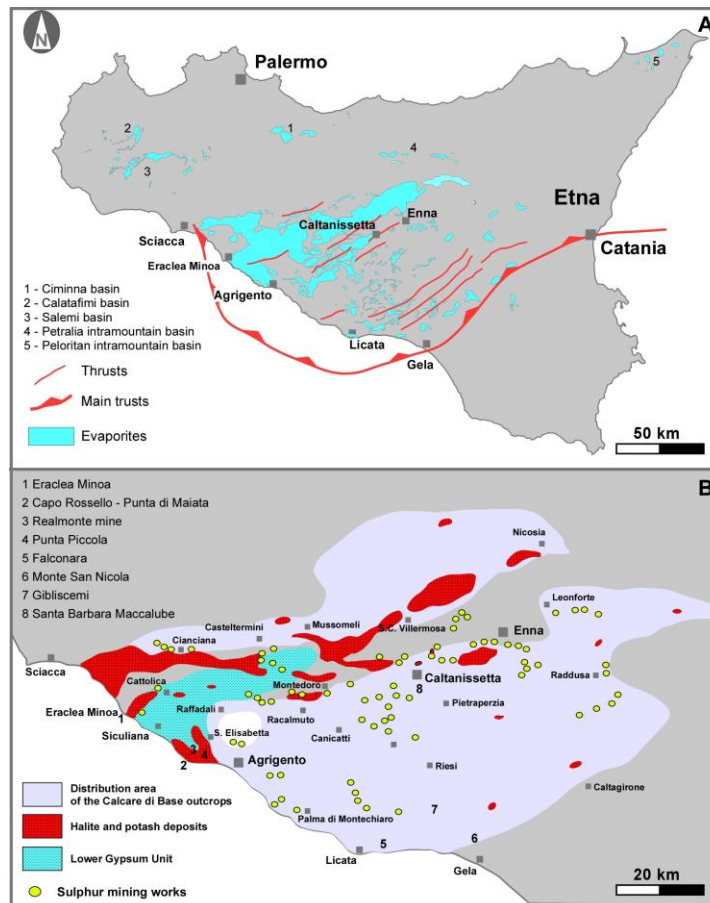 A
N
Palermo
5
2
1
3
4
Etna
Enna
Caltanissetta
Sciacca
Catania
Eraclea Minoa
Agrigento
1 - Ciminna basin
2 - Calatafimi basin
3 - Salemi basin
4 - Petralia intramountain basin
5 - Peloritan intramountain basin
Licata
Gela
Thrusts
Main trusts
Evaporites
50 km
B
1 Eraclea Minoa
2 Capo Rossello - Punta di Maiata
3 Realmonte mine
4 Punta Piccola
5 Falconara
6 Monte San Nicola
7 Gibliscemi
8 Santa Barbara Maccalube
Nicosia
Leonforte
Casteltermini
Mussomeli
S.C. Villermosa
Enna
Cianciana
Sciacca
Cattolica
Montedoro
Caltanissetta
8
Raddusa
Eraclea Minoa
1
Raffadali
Racalmuto
Pietraperzia
Siculiana
S. Elisabetta
Canicatti
3
4
2
Agrigento
Riesi
Caltagirone
Palma di Montechiaro
7
Licata
5
6
Gela
Distribution area
of the Calcare di Base outcrops
Halite and potash deposits
Lower Gypsum Unit
Sulphur mining works
20 km